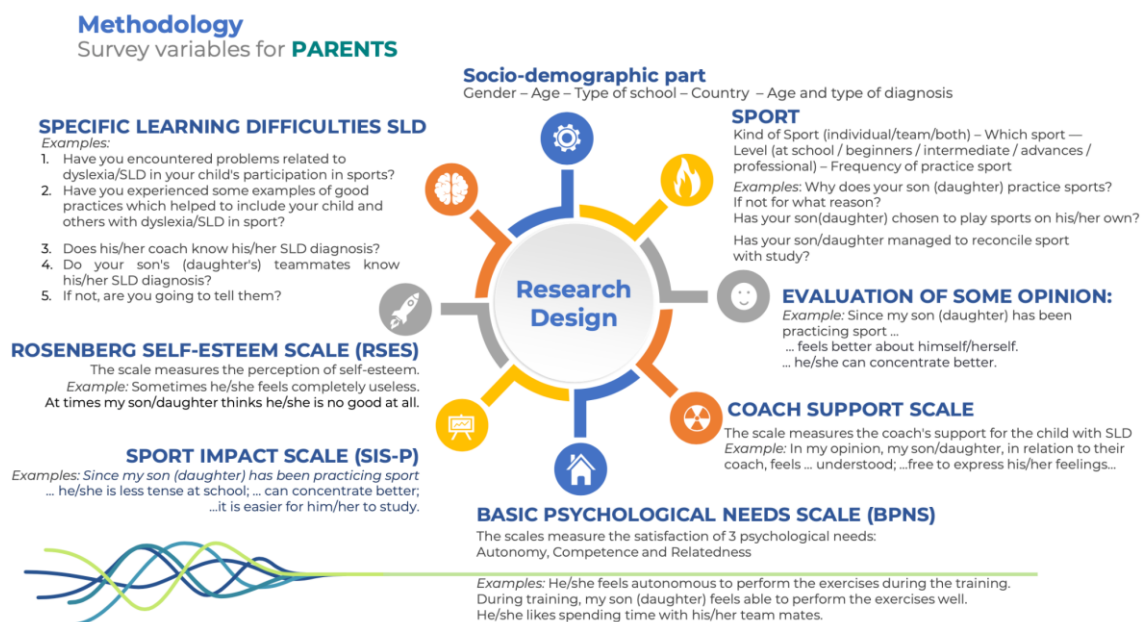 Methodology
Survey variables for PARENTS
Socio-demographic part
Gender – Age – Type of school – Country – Age and type of diagnosis
SPECIFIC LEARNING DIFFICULTIES SLD
Examples:
1. Have you encountered problems related to
dyslexia/SLD in your child's participation in sports?
2. Have you experienced some examples of good
practices which helped to include your child and
others with dyslexia/SLD in sport?
3. Does his/her coach know his/her SLD diagnosis?
4. Do your son's (daughter's) teammates know
his/her SLD diagnosis?
5. If not, are you going to tell them?
SPORT
Kind of Sport (individual/team/both) – Which sport —
Level (at school / beginners / intermediate / advances /
professional) – Frequency of practice sport
Examples: Why does your son (daughter) practice sports?
If not for what reason?
Has your son(daughter) chosen to play sports on his/her own?
Has your son/daughter managed to reconcile sport
with study?
Research
Design
EVALUATION OF SOME OPINION:
Example: Since my son (daughter) has been
practicing sport ...
... feels better about himself/herself.
... he/she can concentrate better.
ROSENBERG SELF-ESTEEM SCALE (RSES)
The scale measures the perception of self-esteem.
Example: Sometimes he/she feels completely useless.
At times my son/daughter thinks he/she is no good at all.
COACH SUPPORT SCALE
The scale measures the coach's support for the child with SLD
Example: In my opinion, my son/daughter, in relation to their
coach, feels ... understood; ...free to express his/her feelings...
SPORT IMPACT SCALE (SIS-P)
Examples: Since my son (daughter) has been practicing sport
... he/she is less tense at school; ... can concentrate better;
...it is easier for him/her to study.
BASIC PSYCHOLOGICAL NEEDS SCALE (BPNS)
The scales measure the satisfaction of 3 psychological needs:
Autonomy, Competence and Relatedness
Examples: He/she feels autonomous to perform the exercises during the training.
During training, my son (daughter) feels able to perform the exercises well.
He/she likes spending time with his/her team mates.